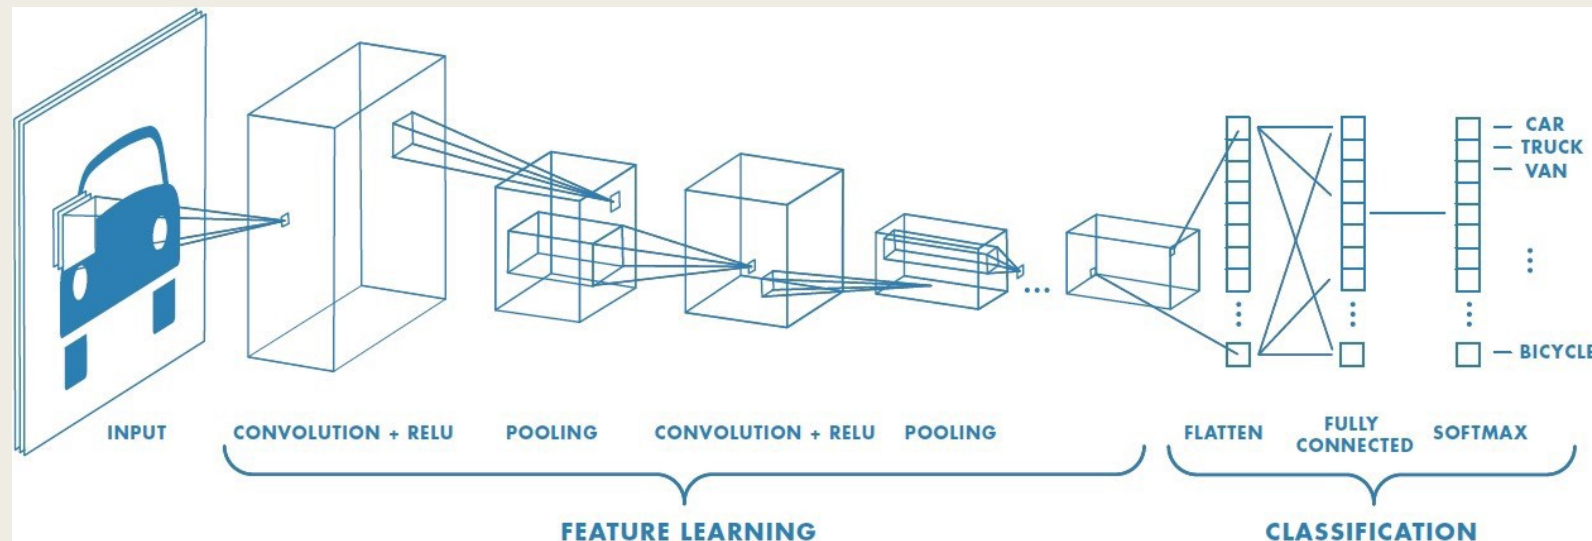 CAR
TRUCK
VAN
BICYCLE
INPUT
CONVOLUTION + RELU
POOLING
CONVOLUTION + RELU
POOLING
FLATTEN
FULLY
CONNECTED
SOFTMAX
FEATURE LEARNING
CLASSIFICATION